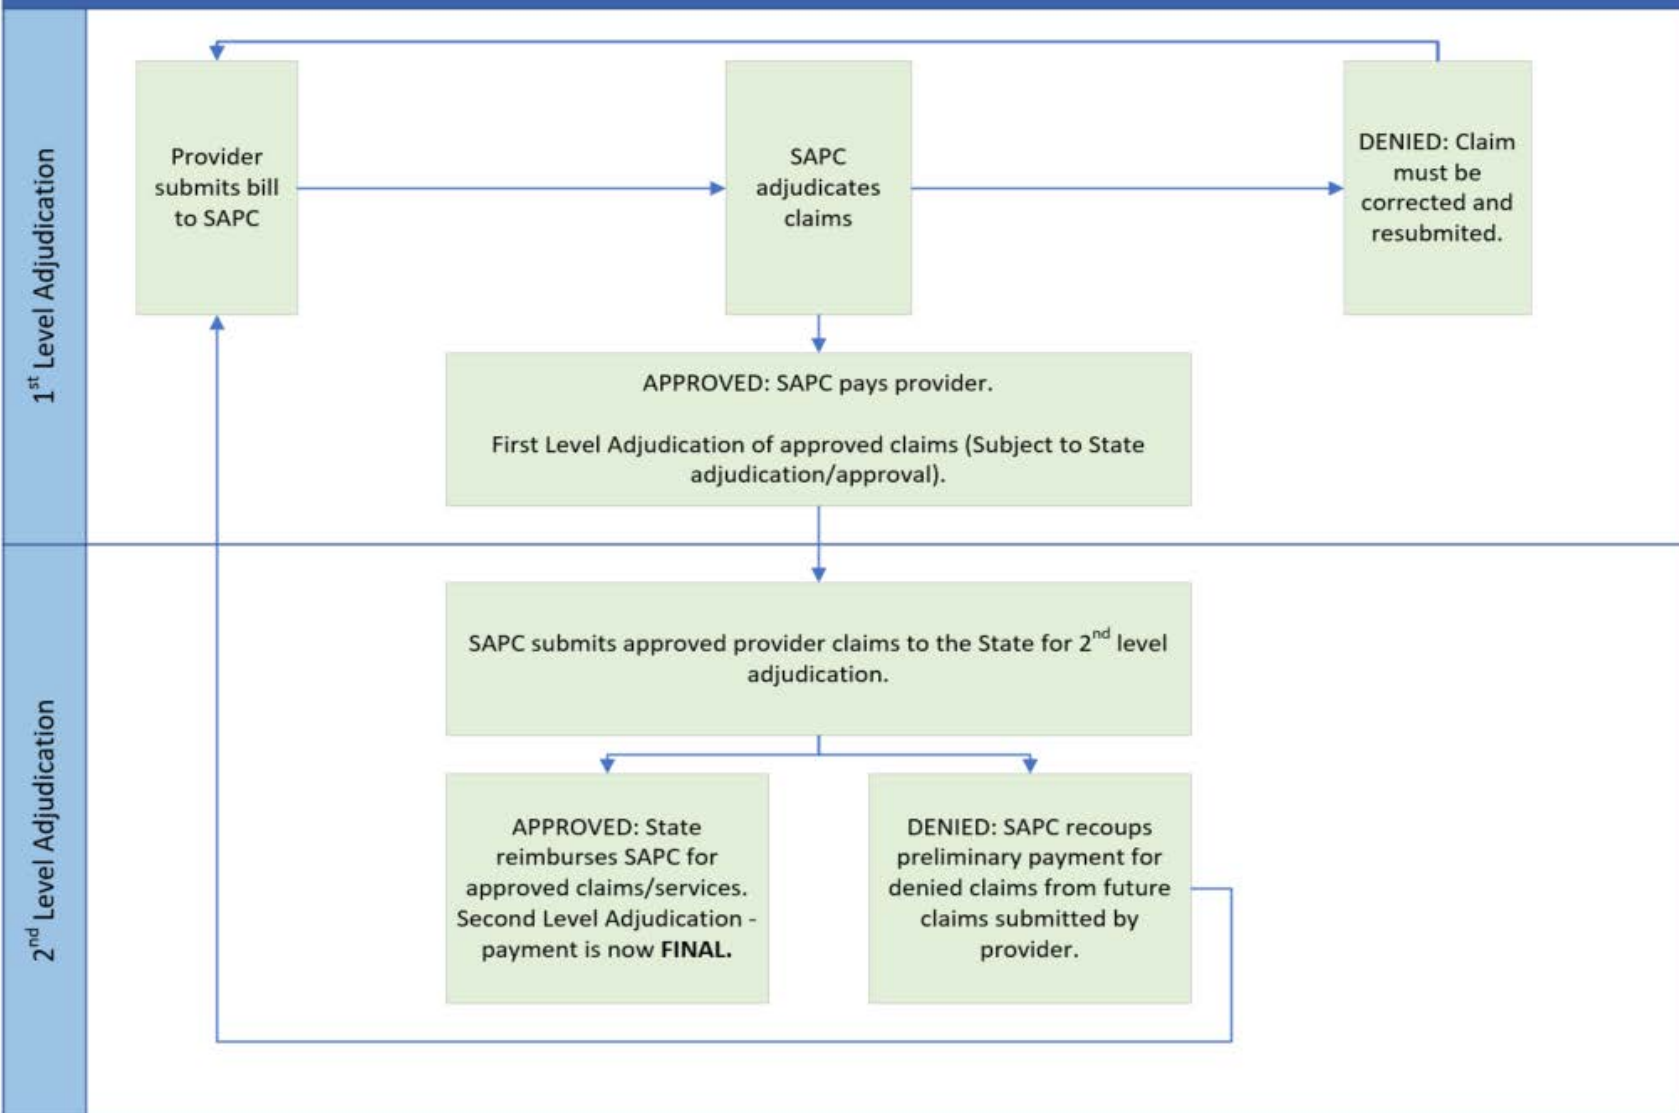 1st Level Adjudication
Provider
submits bill
to SAPC
SAPC
adjudicates
claims
DENIED: Claim
must be
corrected and
resubmited.
APPROVED: SAPC pays provider.
First Level Adjudication of approved claims (Subject to State
adjudication/approval).
2nd Level Adjudication
SAPC submits approved provider claims to the State for 2nd level
adjudication.
APPROVED: State
reimburses SAPC for
approved claims/services.
Second Level Adjudication -
payment is now FINAL.
DENIED: SAPC recoups
preliminary payment for
denied claims from future
claims submitted by
provider.